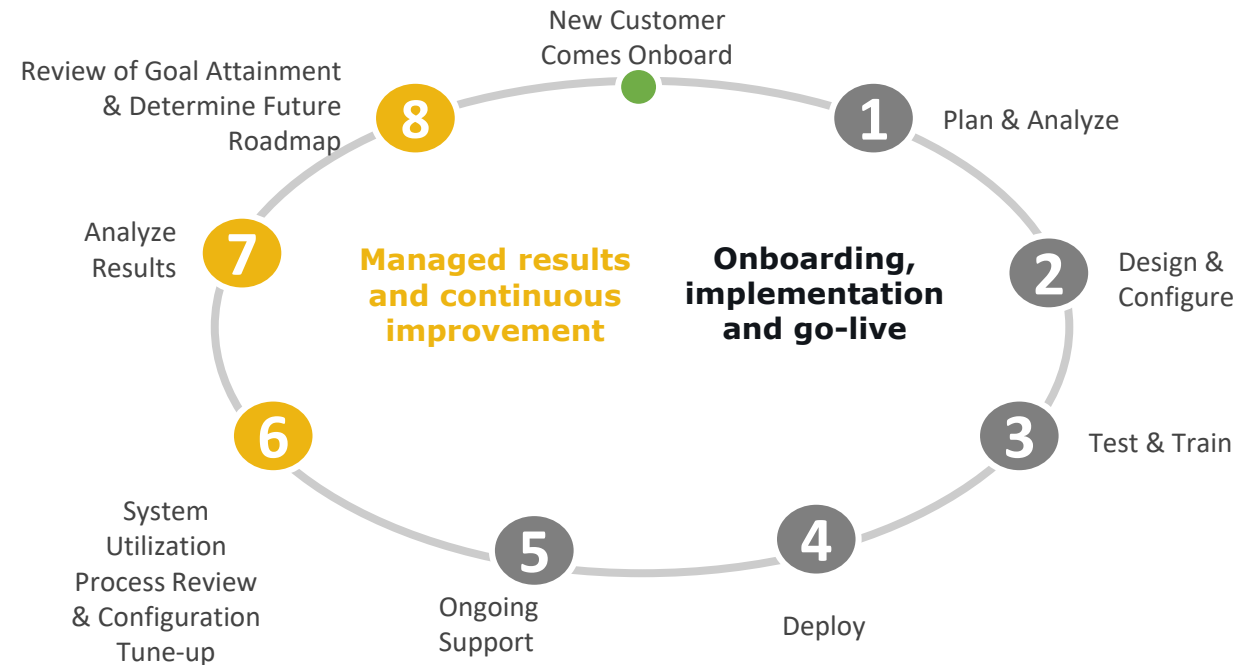 New Customer
Comes Onboard
1
Plan & Analyze
2
Design &
Configure
3
Test & Train
4
Deploy
5
Ongoing
Support
6
System
Utilization
Process Review
& Configuration
Tune-up
7
Analyze
Results
8
Review of Goal Attainment
& Determine Future
Roadmap
Managed results
and continuous
improvement
Onboarding,
implementation
and go-live